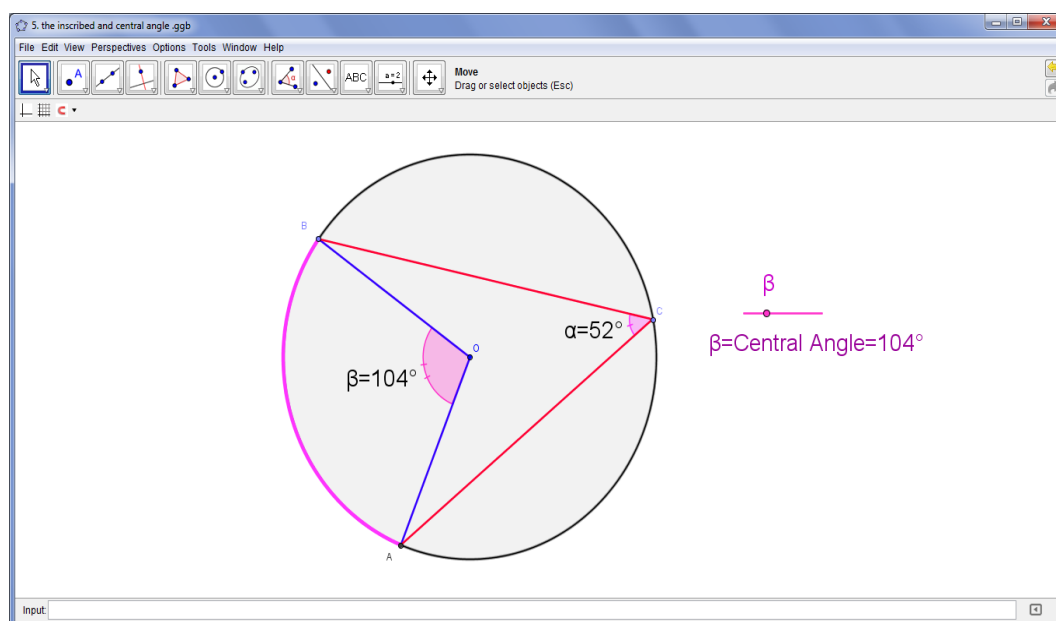 5. the inscribed and central angle .ggb
File Edit View Perspectives Options Tools Window Help
A
α
ABC
a=2
Move
Drag or select objects (Esc)
B
C
α=52°
O
β=104°
A
β
β=Central Angle=104°
Input: